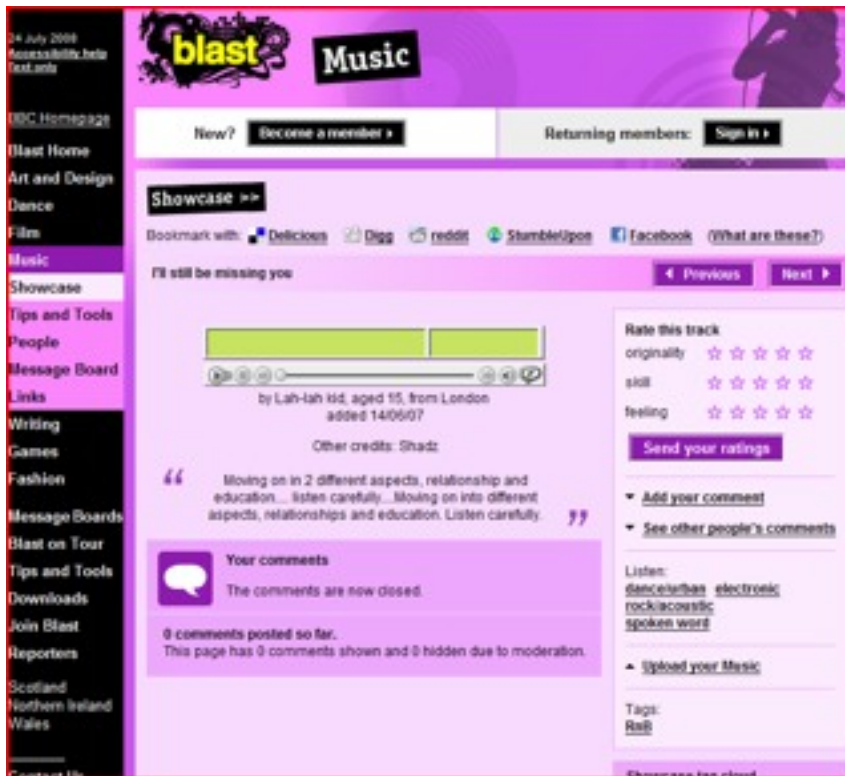 24 July 2008
Accessibility help
Text only
BBC Homepage
Blast Home
Art and Design
Dance
Film
Music
Showcase
Tips and Tools
People
Message Board
Links
Writing
Games
Fashion
Message Boards
Blast on Tour
Tips and Tools
Downloads
Join Blast
Reporters
Scotland
Northern Ireland
Wales
Contact Us
blast
Music
New? Become a member
Returning members: Sign in
Showcase >>
Bookmark with: Delicious Digg reddit StumbleUpon Facebook (What are these?)
I'll still be missing you
Previous Next
by Lah-lah kid, aged 15, from London
added 14/06/07
Other credits: Shadz
“ Moving on in 2 different aspects, relationship and
education.... listen carefully...Moving on into different
aspects, relationships and education. Listen carefully. ”
Your comments
The comments are now closed.
0 comments posted so far.
This page has 0 comments shown and 0 hidden due to moderation.
Rate this track
originality
skill
feeling
Send your ratings
Add your comment
See other people's comments
Listen:
dance/urban electronic
rock/acoustic
spoken word
Upload your Music
Tags:
RnB
Showcase tag cloud